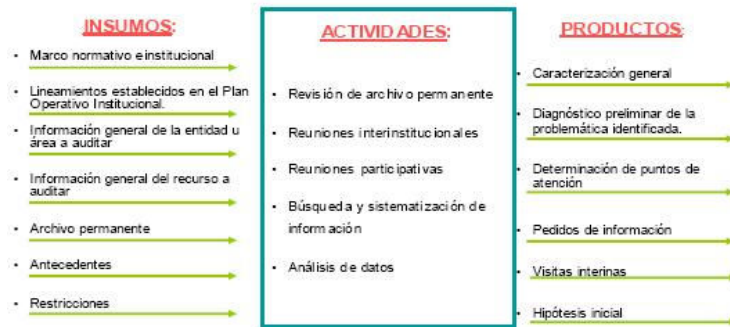 INSUMOS:
• Marco normativo e institucional
• Lineamientos establecidos en el Plan
Operativo Institucional.
• Información general de la entidad u
área a auditar
• Información general del recurso a
auditar
• Archivo permanente
• Antecedentes
• Restricciones
ACTIVIDADES:
• Revisión de archivo permanente
• Reuniones interinstitucionales
• Reuniones participativas
• Búsqueda y sistematización de
información
• Análisis de datos
PRODUCTOS:
• Caracterización general
• Diagnóstico preliminar de la
problemática identificada.
• Determinación de puntos de
atención
• Pedidos de información
• Visitas interinas
• Hipótesis inicial